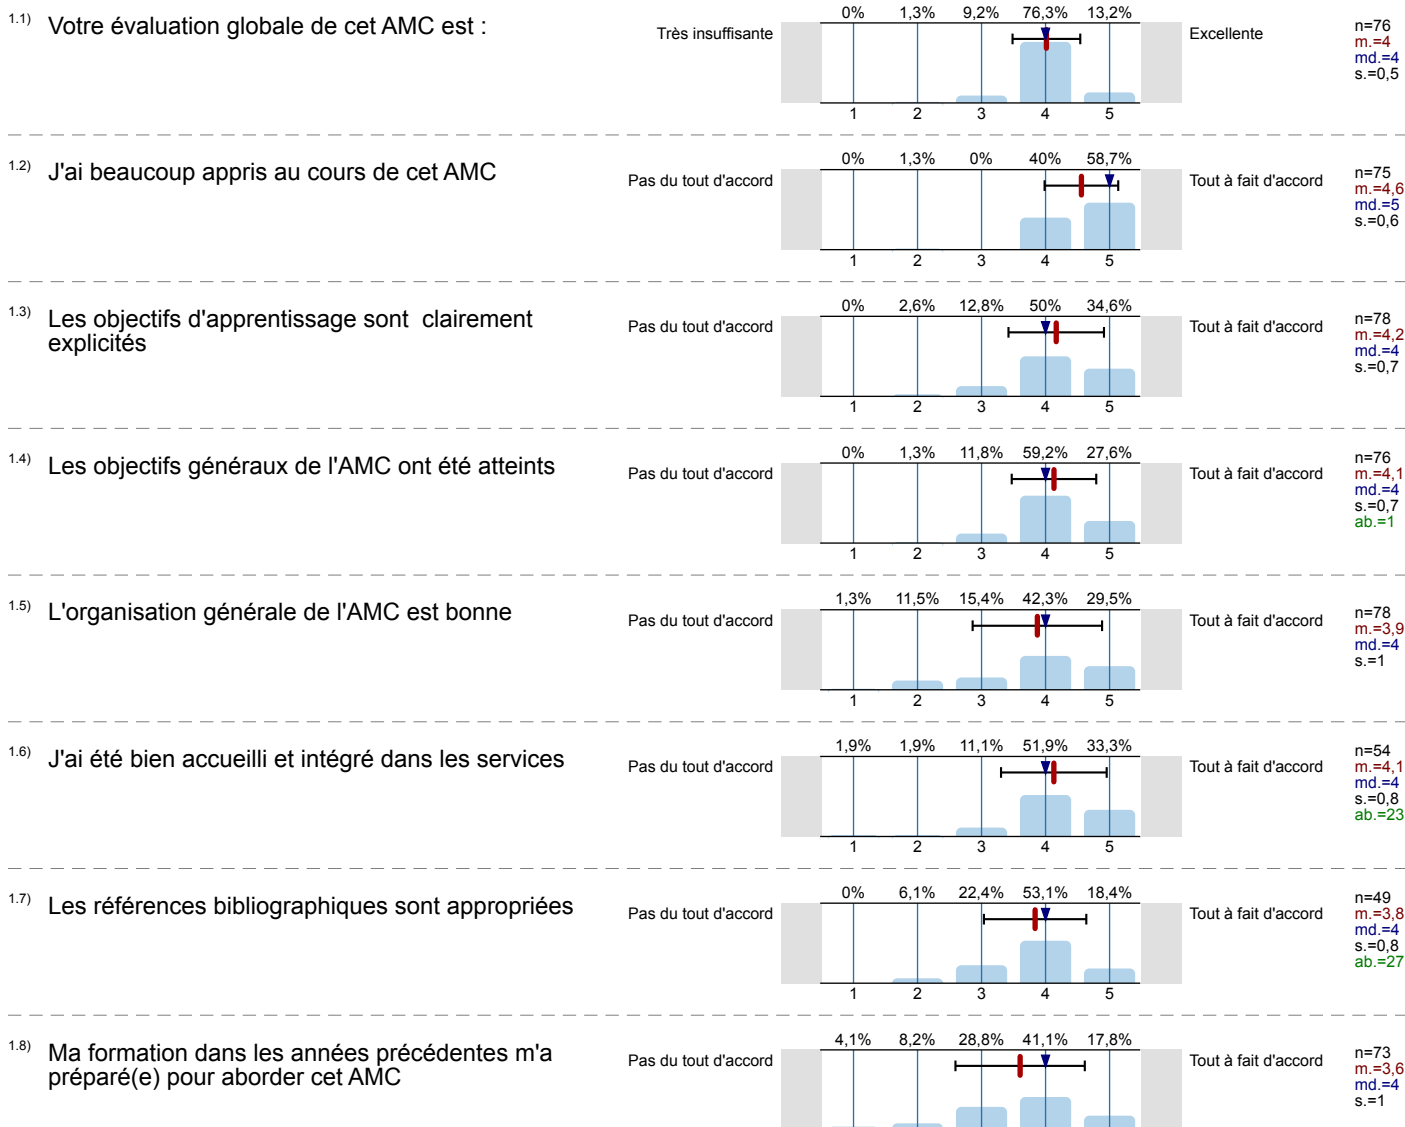 1.1) Votre évaluation globale de cet AMC est :
Très insuffisante
0% 1,3% 9,2% 76,3% 13,2%
1 2 3 4 5
Excellente
n=76
m.=4
md.=4
s.=0,5
1.2) J'ai beaucoup appris au cours de cet AMC
Pas du tout d'accord
0% 1,3% 0% 40% 58,7%
1 2 3 4 5
Tout à fait d'accord
n=75
m.=4,6
md.=5
s.=0,6
1.3) Les objectifs d'apprentissage sont clairement
explicités
Pas du tout d'accord
0% 2,6% 12,8% 50% 34,6%
1 2 3 4 5
Tout à fait d'accord
n=78
m.=4,2
md.=4
s.=0,7
1.4) Les objectifs généraux de l'AMC ont été atteints
Pas du tout d'accord
0% 1,3% 11,8% 59,2% 27,6%
1 2 3 4 5
Tout à fait d'accord
n=76
m.=4,1
md.=4
s.=0,7
ab.=1
1.5) L'organisation générale de l'AMC est bonne
Pas du tout d'accord
1,3% 11,5% 15,4% 42,3% 29,5%
1 2 3 4 5
Tout à fait d'accord
n=78
m.=3,9
md.=4
s.=1
1.6) J'ai été bien accueilli et intégré dans les services
Pas du tout d'accord
1,9% 1,9% 11,1% 51,9% 33,3%
1 2 3 4 5
Tout à fait d'accord
n=54
m.=4,1
md.=4
s.=0,8
ab.=23
1.7) Les références bibliographiques sont appropriées
Pas du tout d'accord
0% 6,1% 22,4% 53,1% 18,4%
1 2 3 4 5
Tout à fait d'accord
n=49
m.=3,8
md.=4
s.=0,8
ab.=27
1.8) Ma formation dans les années précédentes m'a
préparé(e) pour aborder cet AMC
Pas du tout d'accord
4,1% 8,2% 28,8% 41,1% 17,8%
Tout à fait d'accord
n=73
m.=3,6
md.=4
s.=1